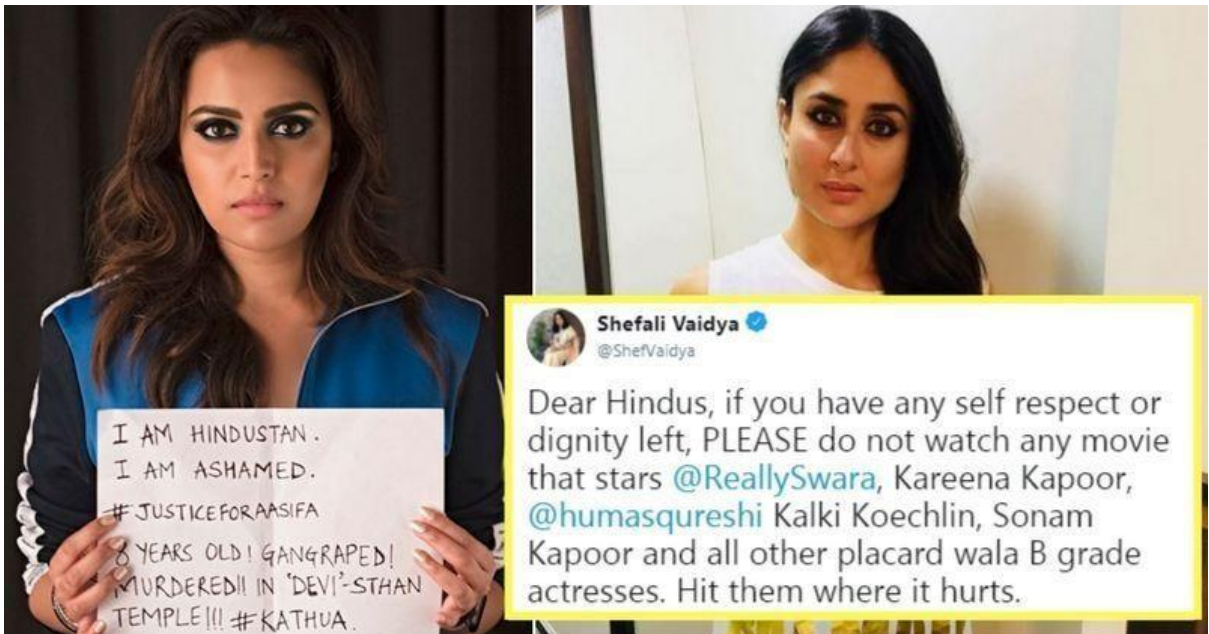 I AM HINDUSTAN.
I AM ASHAMED.
# JUSTICEFORAASIFA
8 YEARS OLD! GANGRAPED!
MURDERED!! IN 'DEVI'-STHAN
TEMPLE!!! # KATHUA.
Shefali Vaidya
@ShefVaidya
Dear Hindus, if you have any self respect or
dignity left, PLEASE do not watch any movie
that stars @ReallySwara, Kareena Kapoor,
@humasqureshi Kalki Koechlin, Sonam
Kapoor and all other placard wala B grade
actresses. Hit them where it hurts.